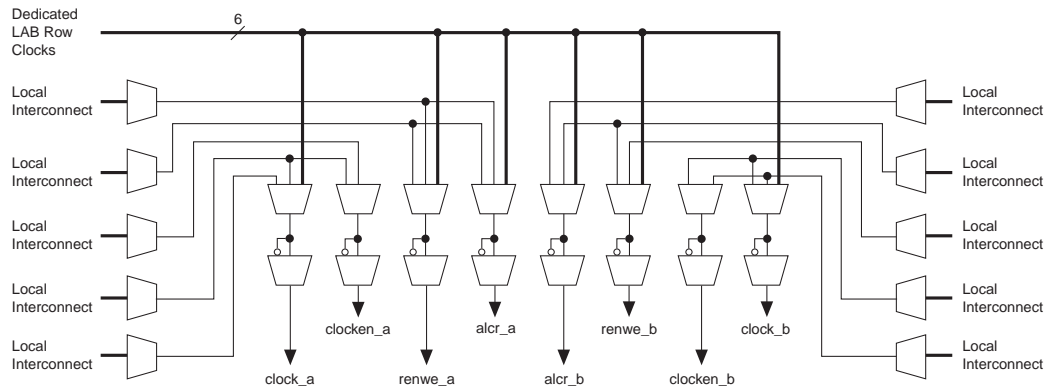 Dedicated
LAB Row
Clocks
6
Local
Interconnect
Local
Interconnect
Local
Interconnect
Local
Interconnect
Local
Interconnect
Local
Interconnect
Local
Interconnect
Local
Interconnect
Local
Interconnect
Local
Interconnect
clocken_a
alcr_a
renwe_b
clock_b
clock_a
renwe_a
alcr_b
clocken_b